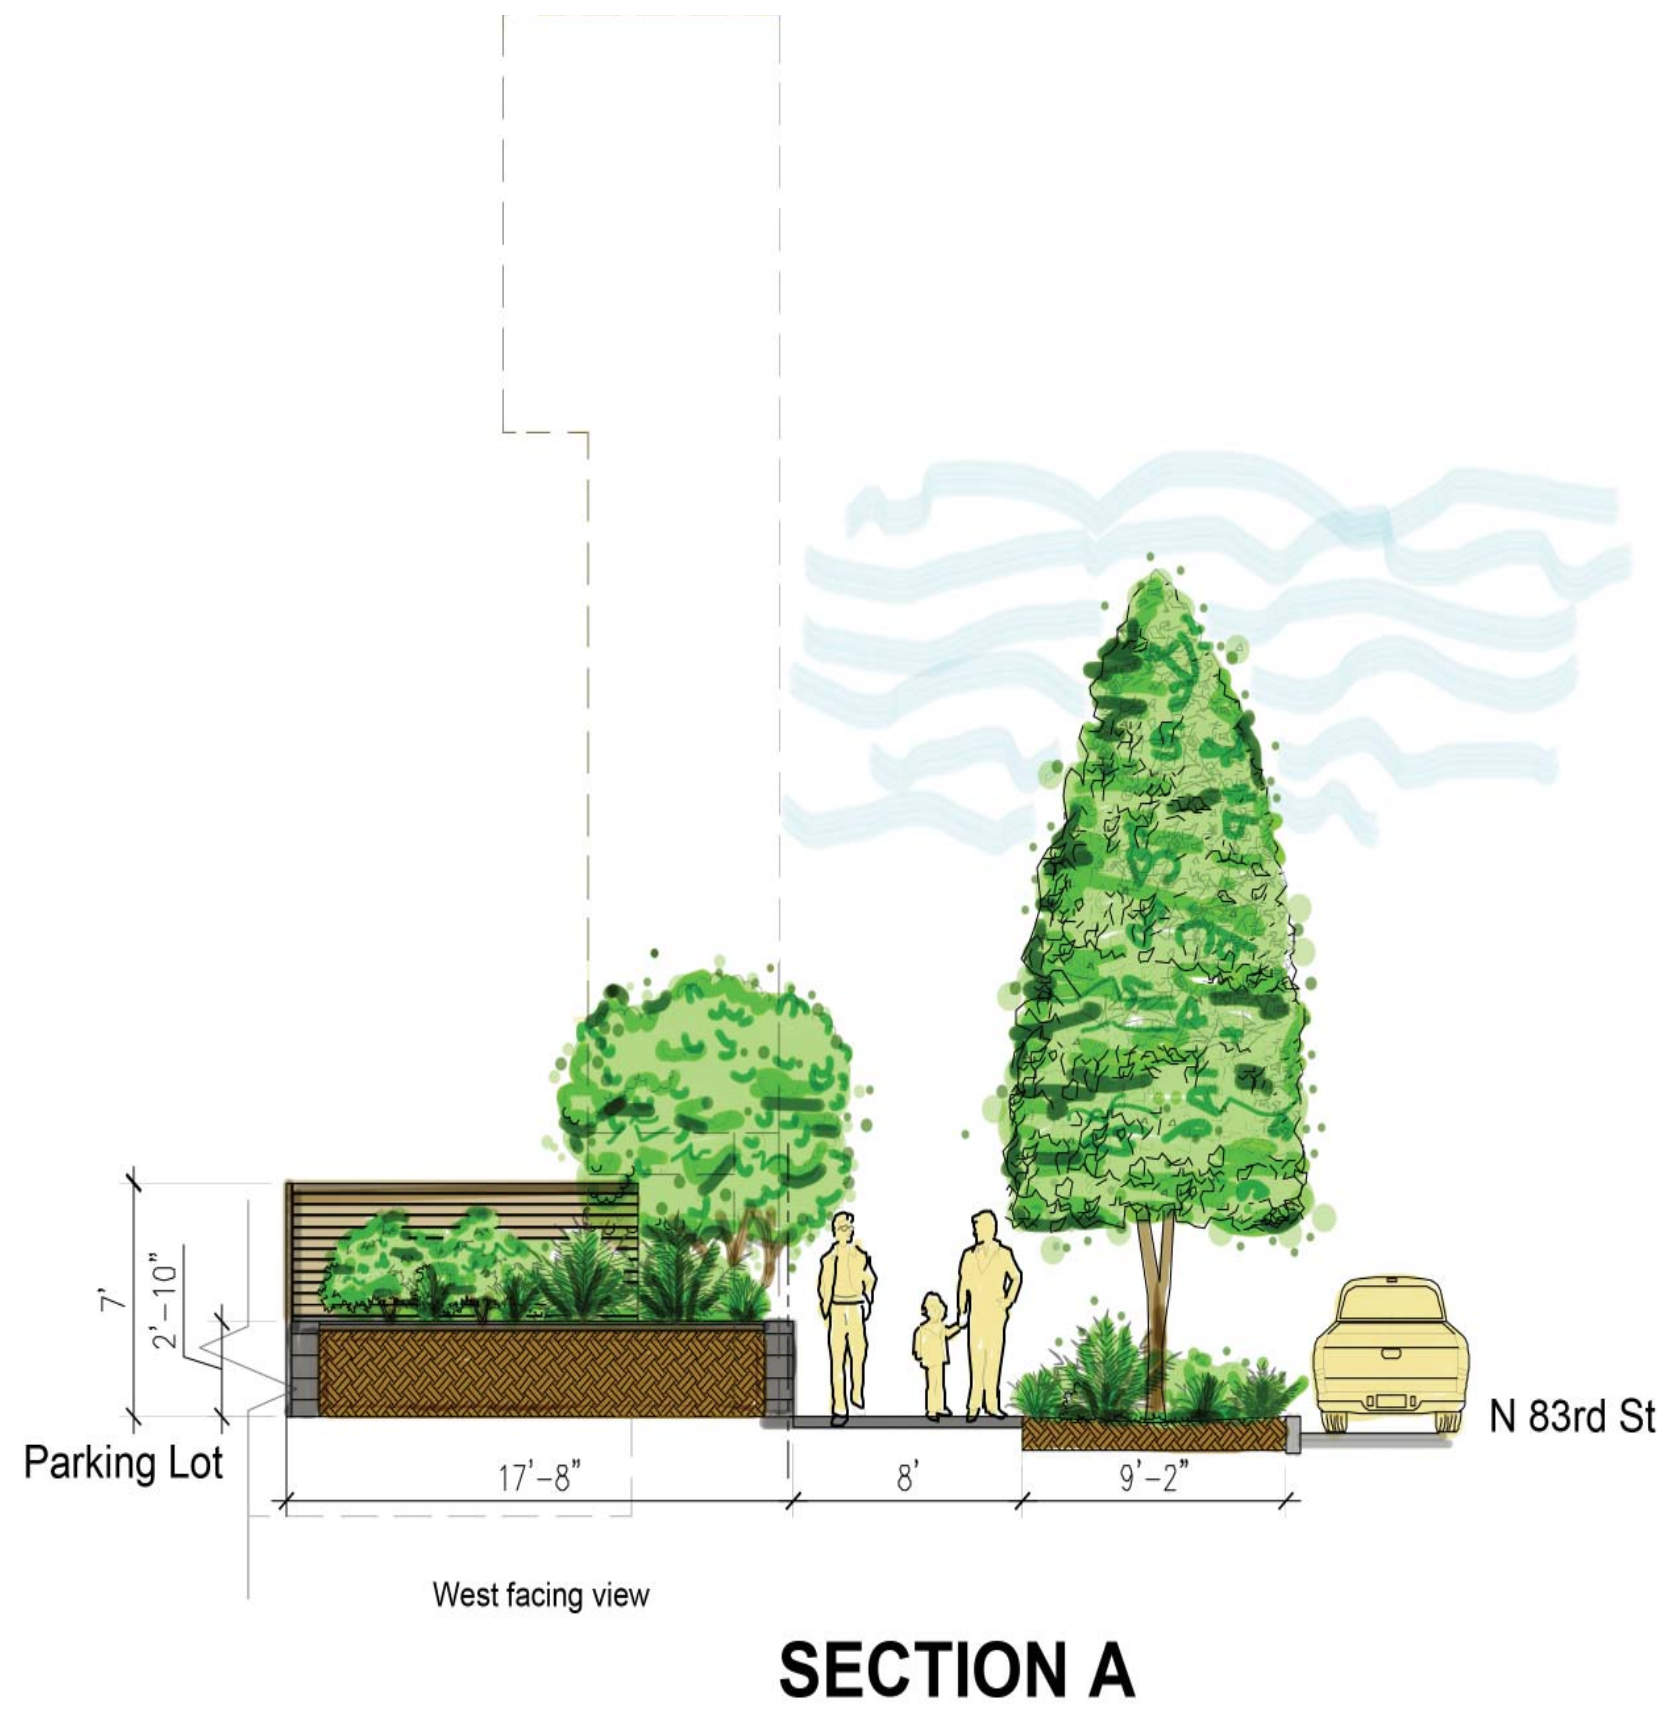 7'
2'-10”
N 83rd St
Parking Lot
17'-8”
8'
9'-2”
West facing view
SECTION A